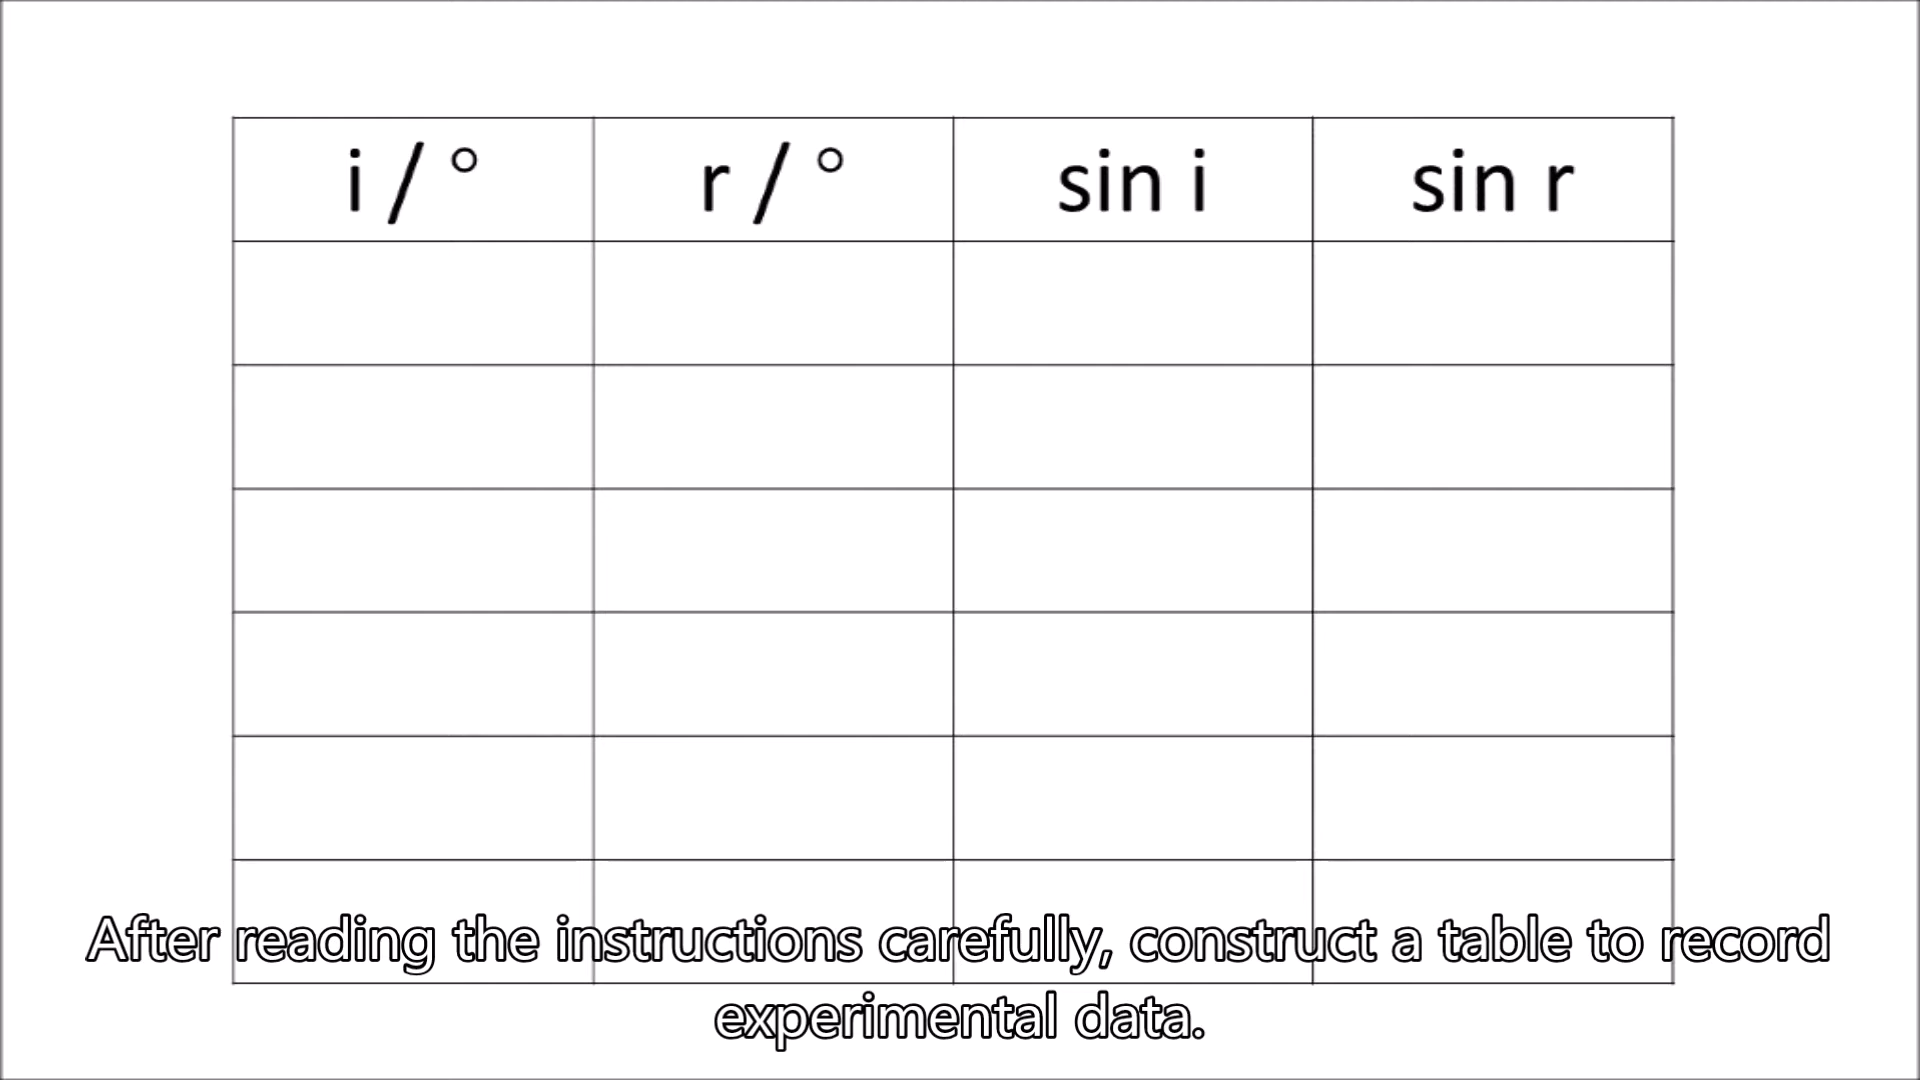 i / ° r / ° sin i sin r
After reading the instructions carefully, construct a table to record
experimental data.